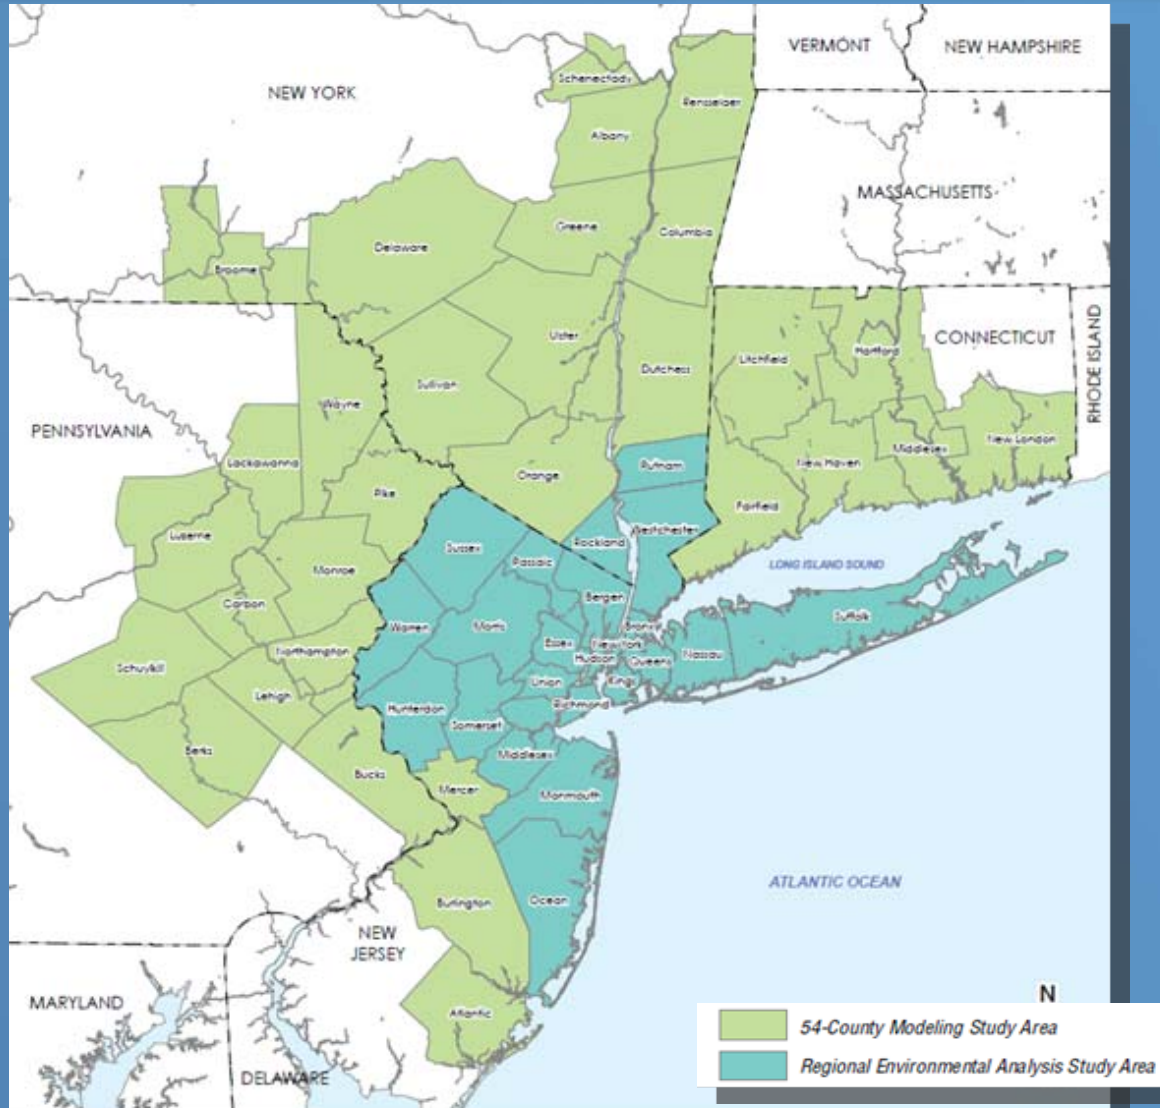 VERMONT
NEW HAMPSHIRE
NEW YORK
Schenectady
Rensselaer
Albany
MASSACHUSETTS
Greene
Columbia
Delaware
Broome
RHODE ISLAND
Ulster
CONNECTICUT
Litchfield
Hartford
Dutchess
Sullivan
Wayne
PENNSYLVANIA
New London
Middlesex
Lackawanna
New Haven
Putnam
Orange
Pike
Fairfield
Westchester
Luzerne
Rockland
Sussex
Passaic
LONG ISLAND SOUND
Monroe
Bergen
Carbon
Suffolk
Warren
Morris
Bronx
Essex
New York
Northampton
Hudson
Queens
Nassau
Schuylkill
Union
Kings
Lehigh
Richmond
Hunterdon
Somerset
Berks
Middlesex
Bucks
Mercer
Monmouth
ATLANTIC OCEAN
Burlington
Ocean
NEW
JERSEY
MARYLAND
N
Atlantic
54-County Modeling Study Area
Regional Environmental Analysis Study Area
DELAWARE